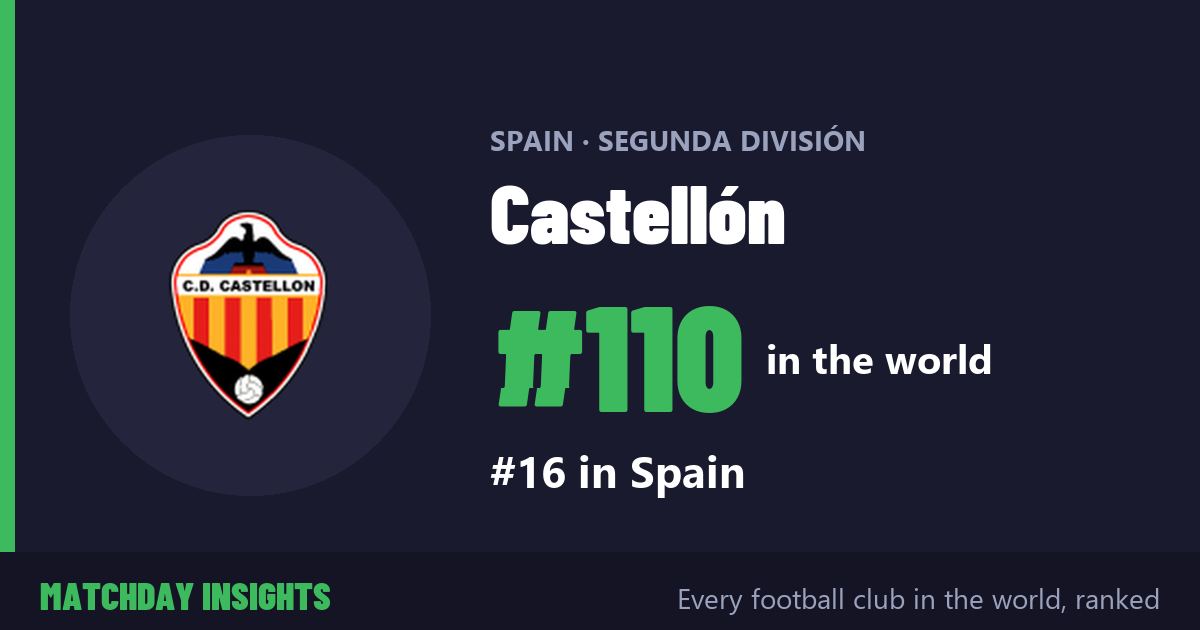 SPAIN · SEGUNDA DIVISIÓN
Castellón
C.D. CASTELLON
#110 in the world
#16 in Spain
MATCHDAY INSIGHTS
Every football club in the world, ranked